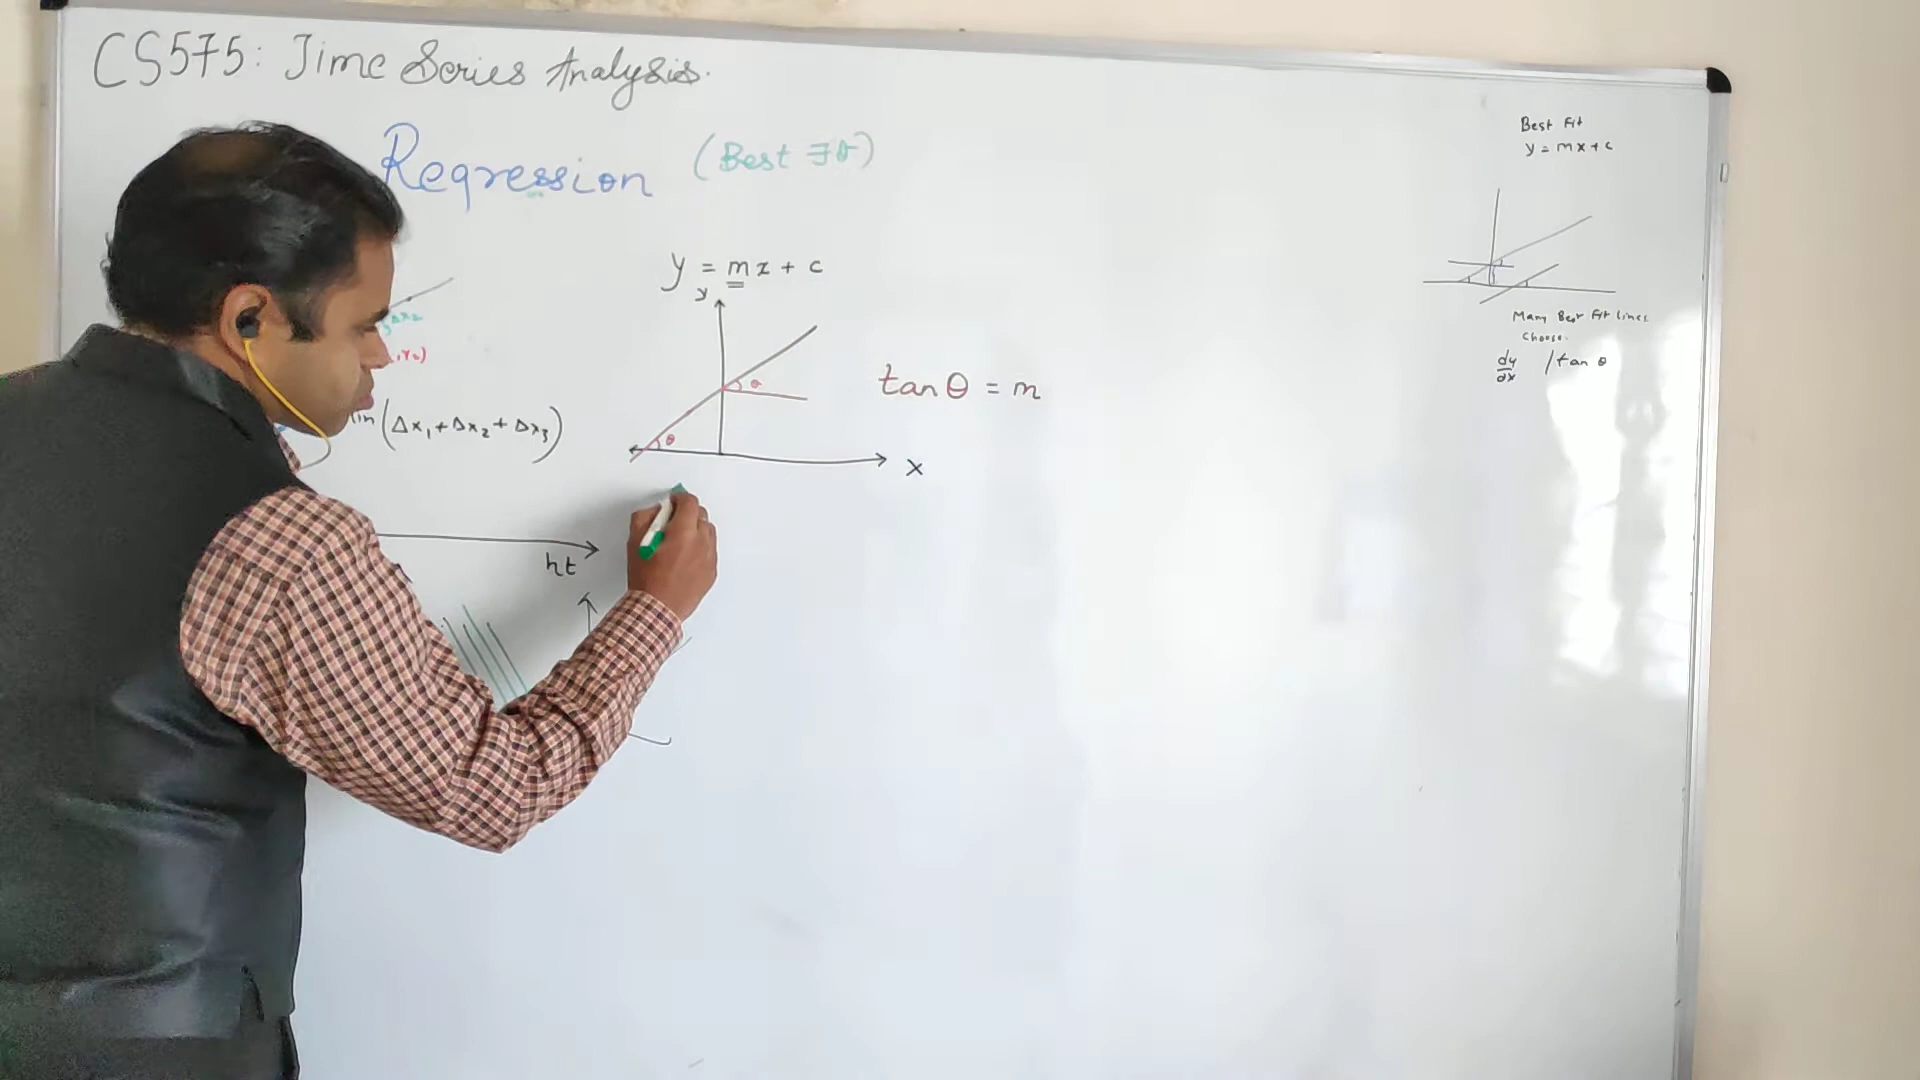 CS575: Time Series Analysis.
Regression (Best Fit)
y = mx + c
y
θ
θ
x
tan θ = m
Δx₂
(Δx₁ + Δx₂ + Δx₃)
ht
Best Fit
y = mx + c
Many Best Fit lines
Choose.
dy/dx / tan θ